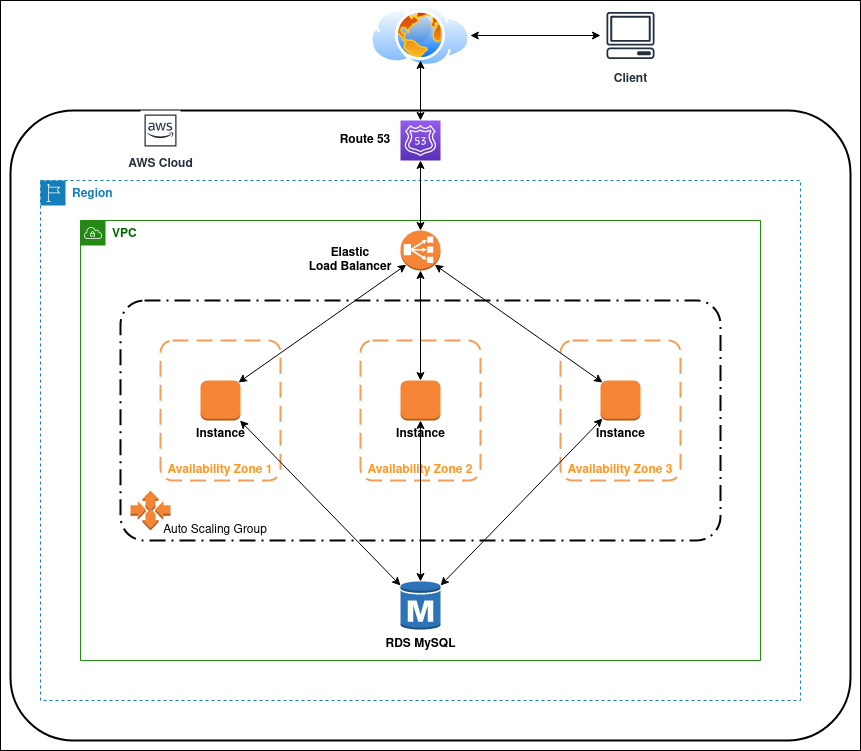 Client
aws
AWS Cloud
Route 53
53
Region
VPC
Elastic
Load Balancer
Instance
Instance
Instance
Availability Zone 1
Availability Zone 2
Availability Zone 3
Auto Scaling Group
M
RDS MySQL